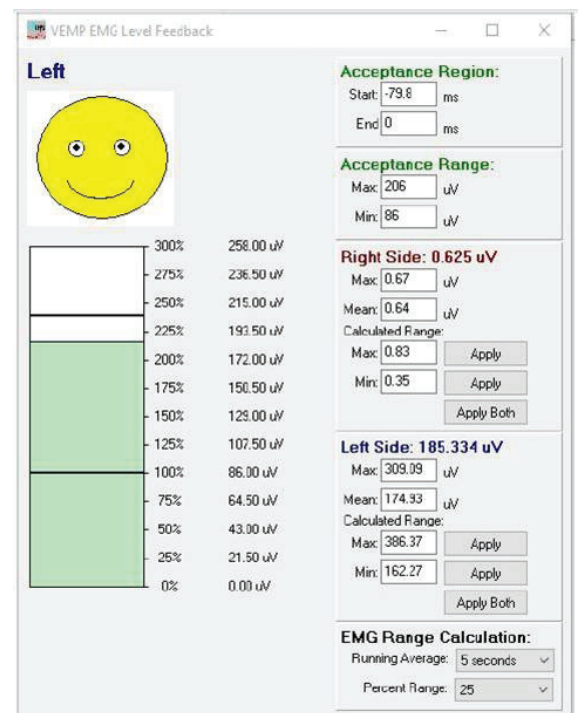 VEMP EMG Level Feedback
Left
300% 258.00 uV
275% 236.50 uV
250% 215.00 uV
225% 193.50 uV
200% 172.00 uV
175% 150.50 uV
150% 129.00 uV
125% 107.50 uV
100% 86.00 uV
75% 64.50 uV
50% 43.00 uV
25% 21.50 uV
0% 0.00 uV
Acceptance Region:
Start: -79.8 ms
End 0 ms
Acceptance Range:
Max: 206 uV
Min: 86 uV
Right Side: 0.625 uV
Max: 0.67 uV
Mean: 0.64 uV
Calculated Range:
Max: 0.83 Apply
Min: 0.35 Apply
Apply Both
Left Side: 185.334 uV
Max: 309.09 uV
Mean: 174.93 uV
Calculated Range:
Max: 386.37 Apply
Min: 162.27 Apply
Apply Both
EMG Range Calculation:
Running Average: 5 seconds
Percent Range: 25